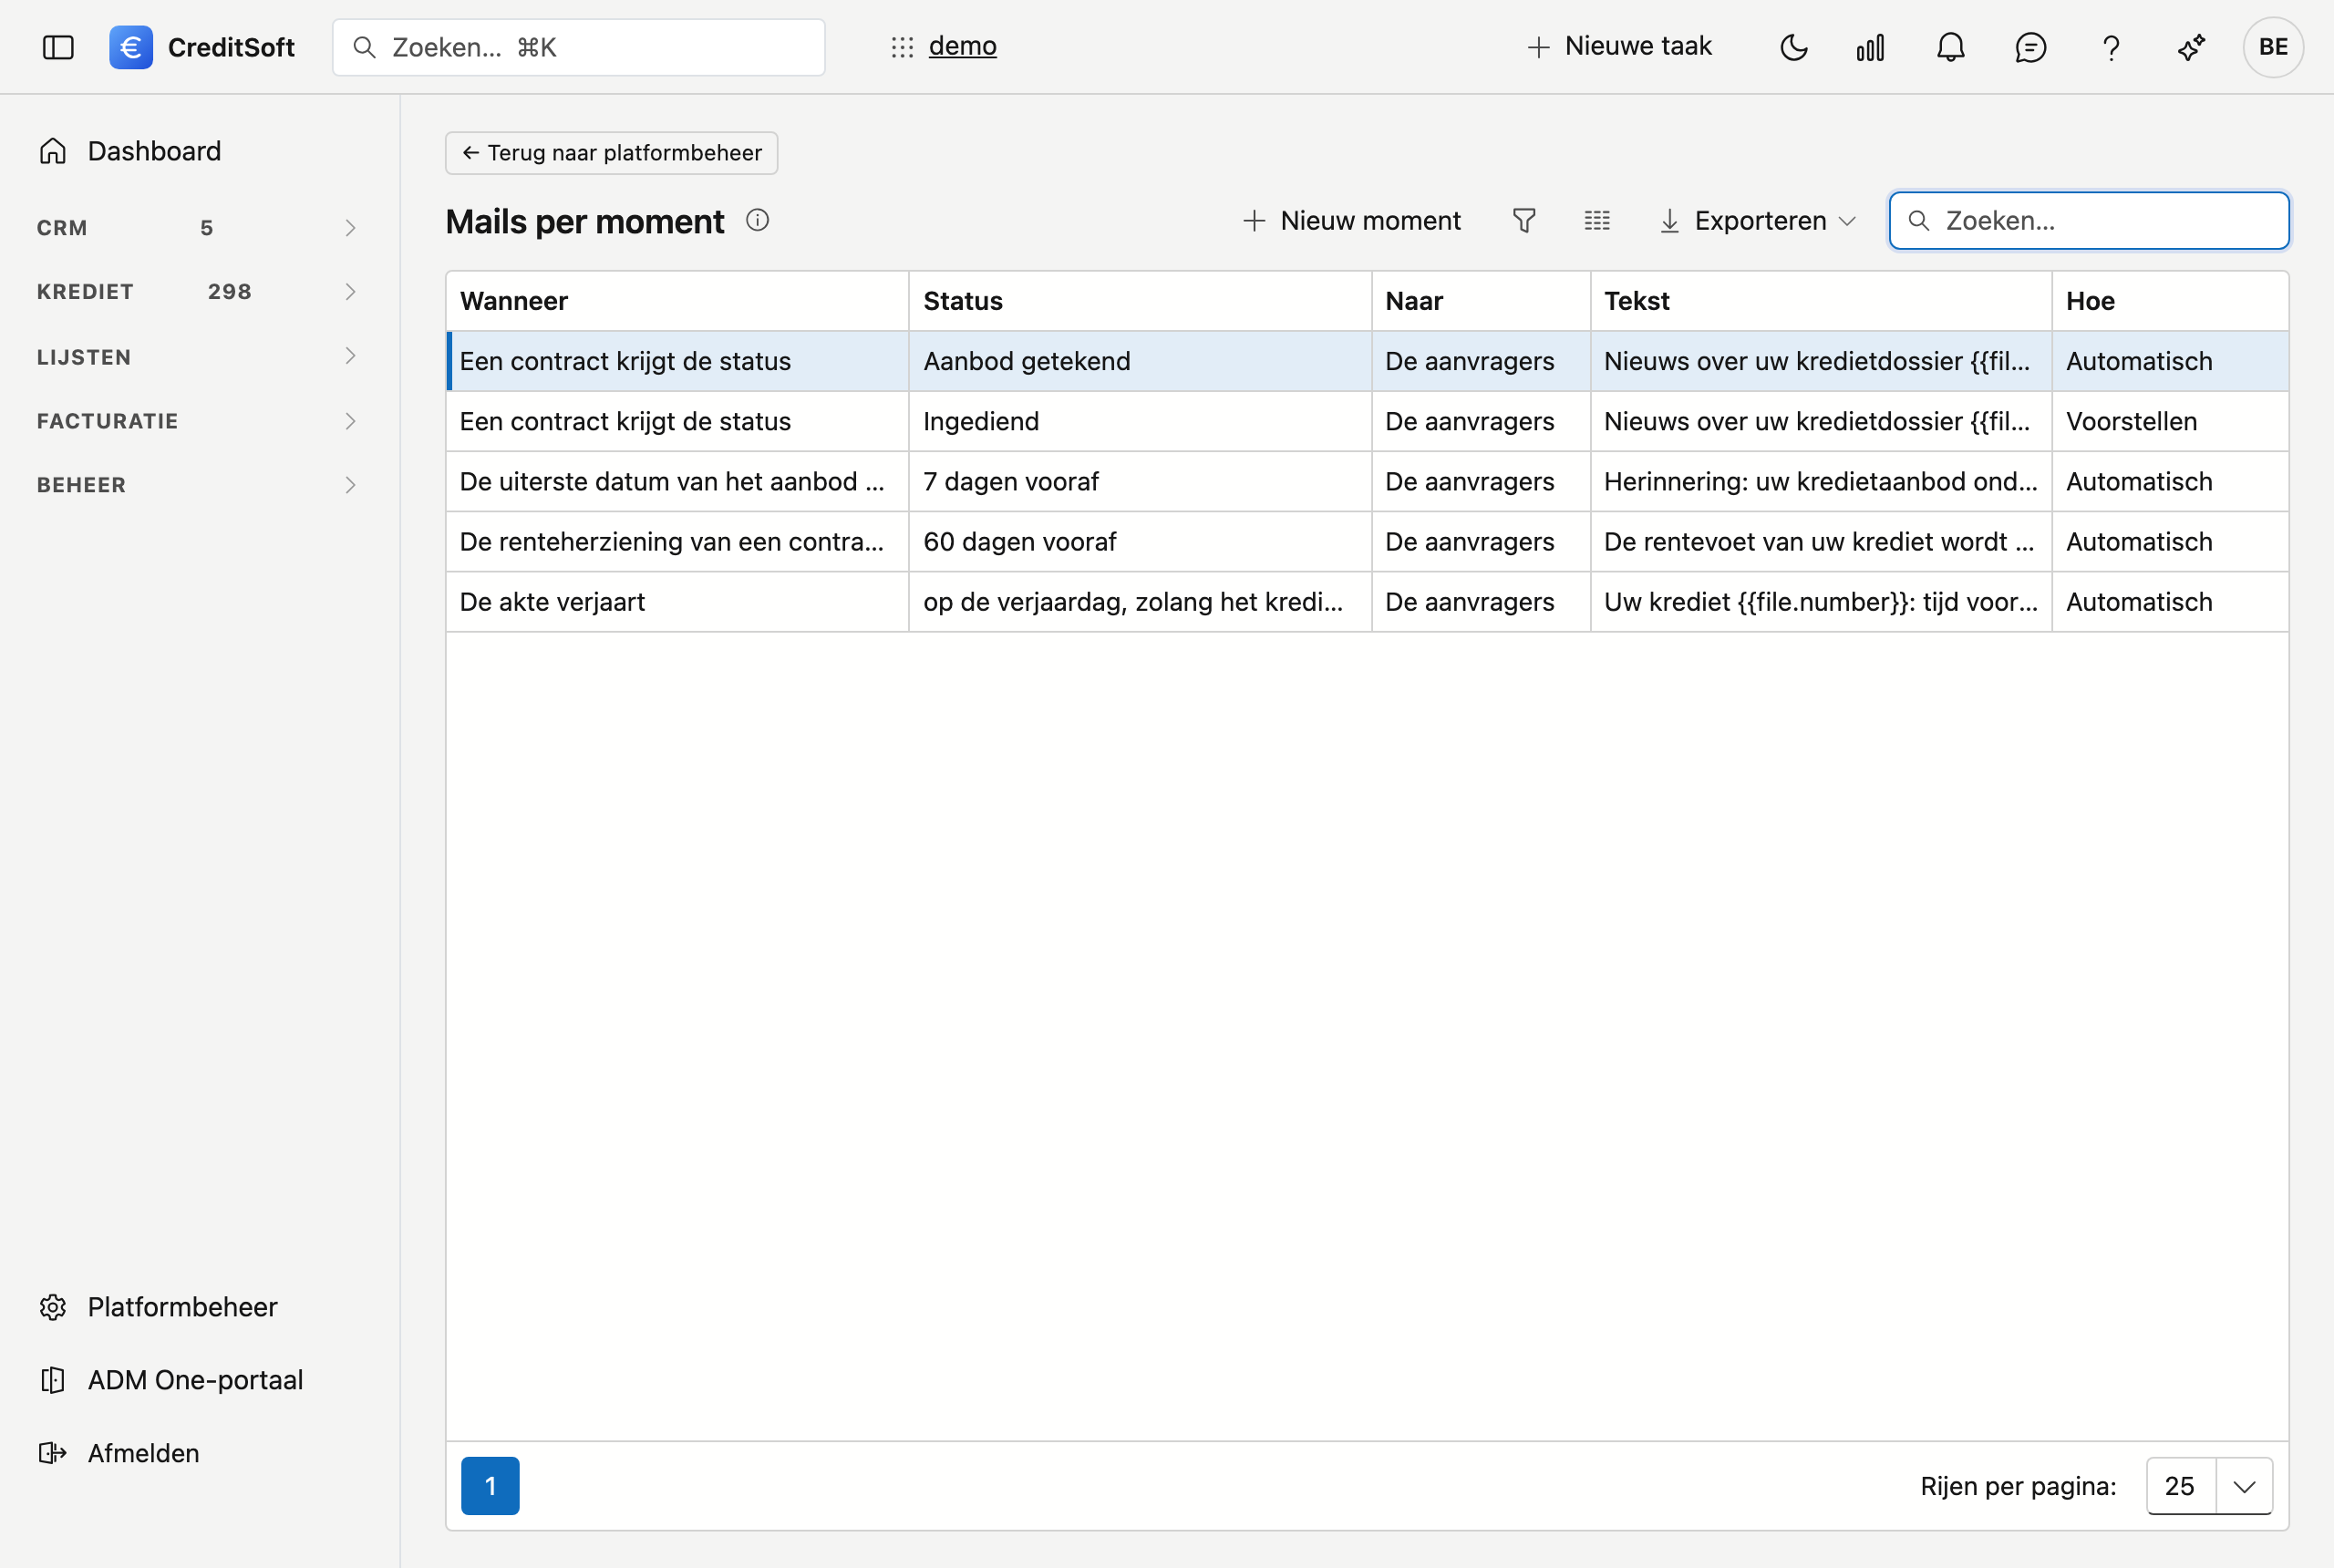 CreditSoft
Zoeken... ⌘K
demo
Nieuwe taak
BE
Dashboard
CRM 5
KREDIET 298
LIJSTEN
FACTURATIE
BEHEER
Platformbeheer
ADM One-portaal
Afmelden
← Terug naar platformbeheer
Mails per moment
Nieuw moment
Exporteren
Zoeken...
Wanneer Status Naar Tekst Hoe
Een contract krijgt de status Aanbod getekend De aanvragers Nieuws over uw kredietdossier {{fil... Automatisch
Een contract krijgt de status Ingediend De aanvragers Nieuws over uw kredietdossier {{fil... Voorstellen
De uiterste datum van het aanbod ... 7 dagen vooraf De aanvragers Herinnering: uw kredietaanbod ond... Automatisch
De renteherziening van een contra... 60 dagen vooraf De aanvragers De rentevoet van uw krediet wordt ... Automatisch
De akte verjaart op de verjaardag, zolang het kredi... De aanvragers Uw krediet {{file.number}}: tijd voor... Automatisch
1
Rijen per pagina: 25